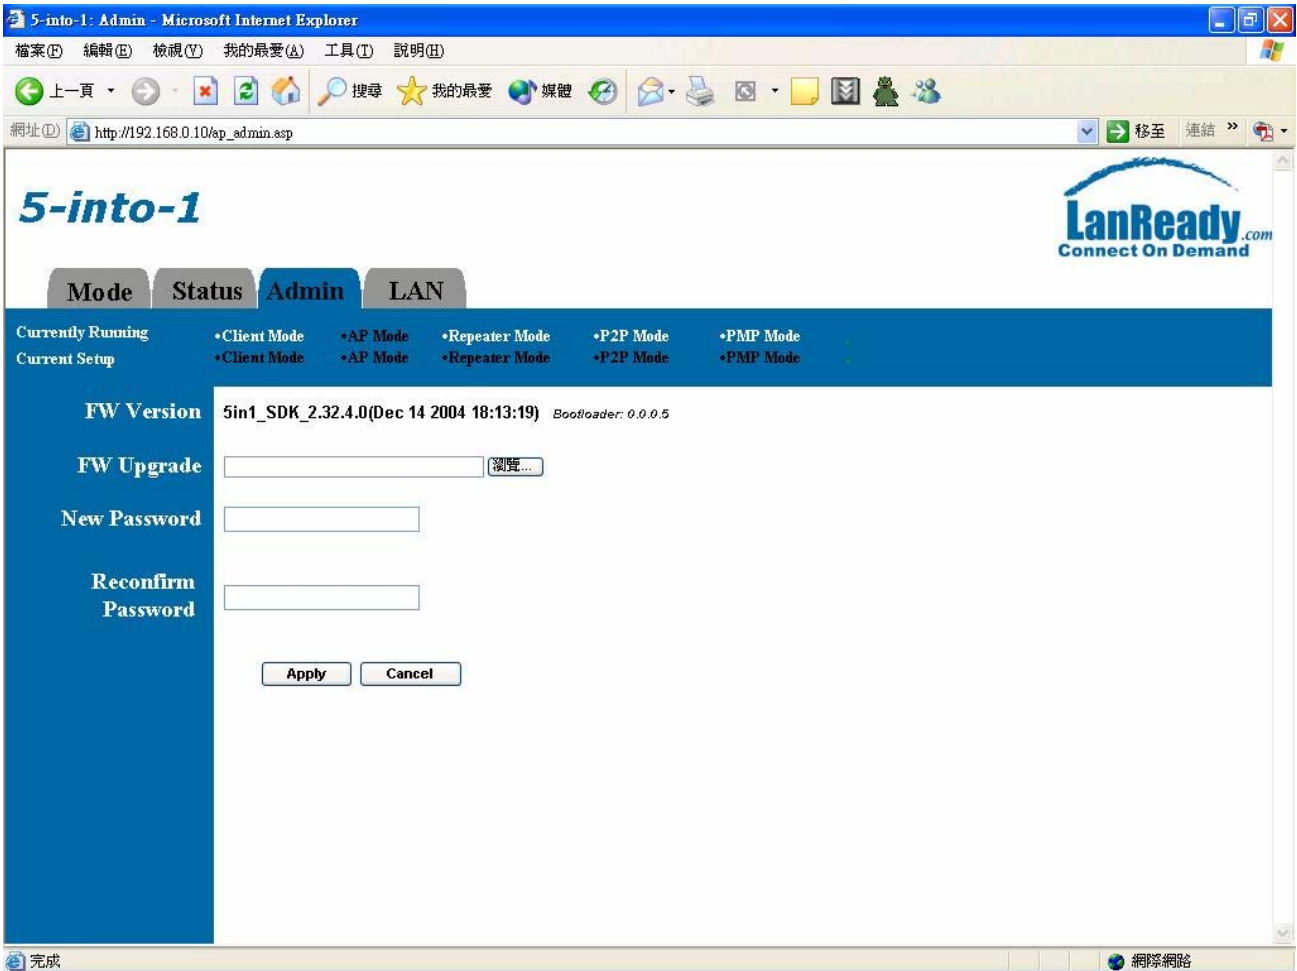 5-into-1: Admin - Microsoft Internet Explorer
檔案(F) 編輯(E) 檢視(V) 我的最愛(A) 工具(T) 說明(H)
上一頁 搜尋 我的最愛 媒體
網址(D) http://192.168.0.10/ap_admin.asp 移至 連結 »
5-into-1
LanReady.com
Connect On Demand
Mode Status Admin LAN
Currently Running •Client Mode •AP Mode •Repeater Mode •P2P Mode •PMP Mode
Current Setup •Client Mode •AP Mode •Repeater Mode •P2P Mode •PMP Mode
FW Version 5in1_SDK_2.32.4.0(Dec 14 2004 18:13:19) Bootloader: 0.0.0.5
FW Upgrade 瀏覽...
New Password
Reconfirm
Password
Apply Cancel
完成 網際網路